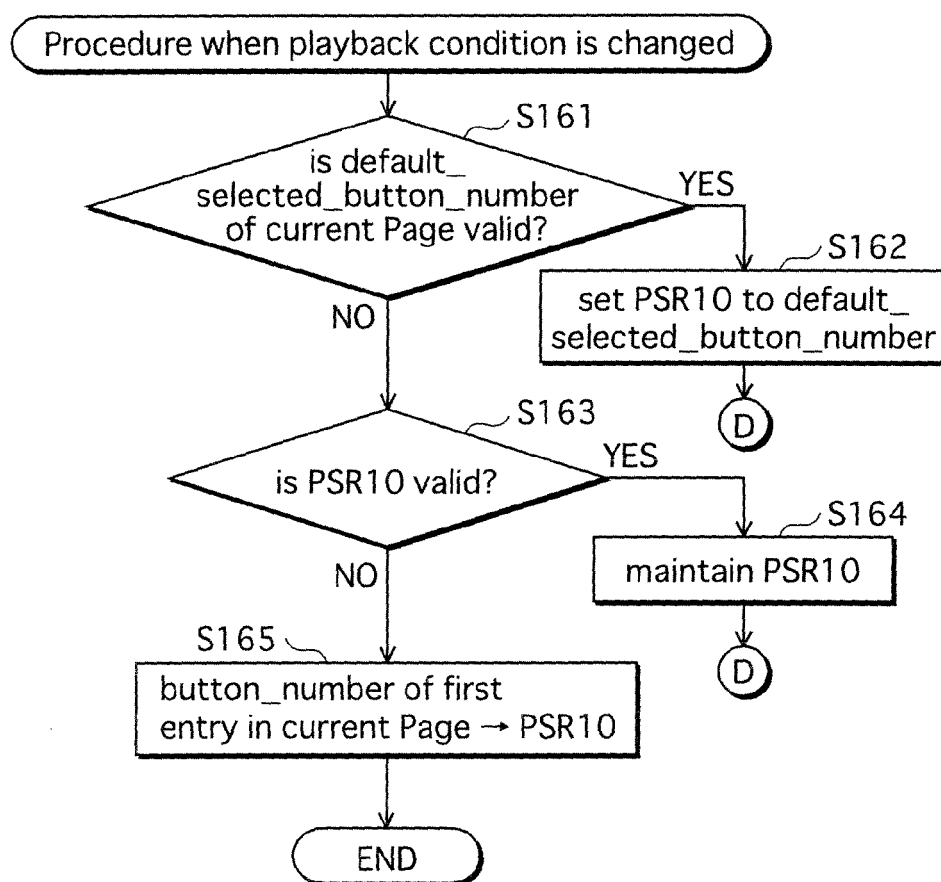 Procedure when playback condition is changed
S161
is default_
selected_button_number
of current Page valid?
YES
S162
set PSR10 to default_
selected_button_number
D
NO
S163
is PSR10 valid?
YES
S164
maintain PSR10
D
NO
S165
button_number of first
entry in current Page → PSR10
END